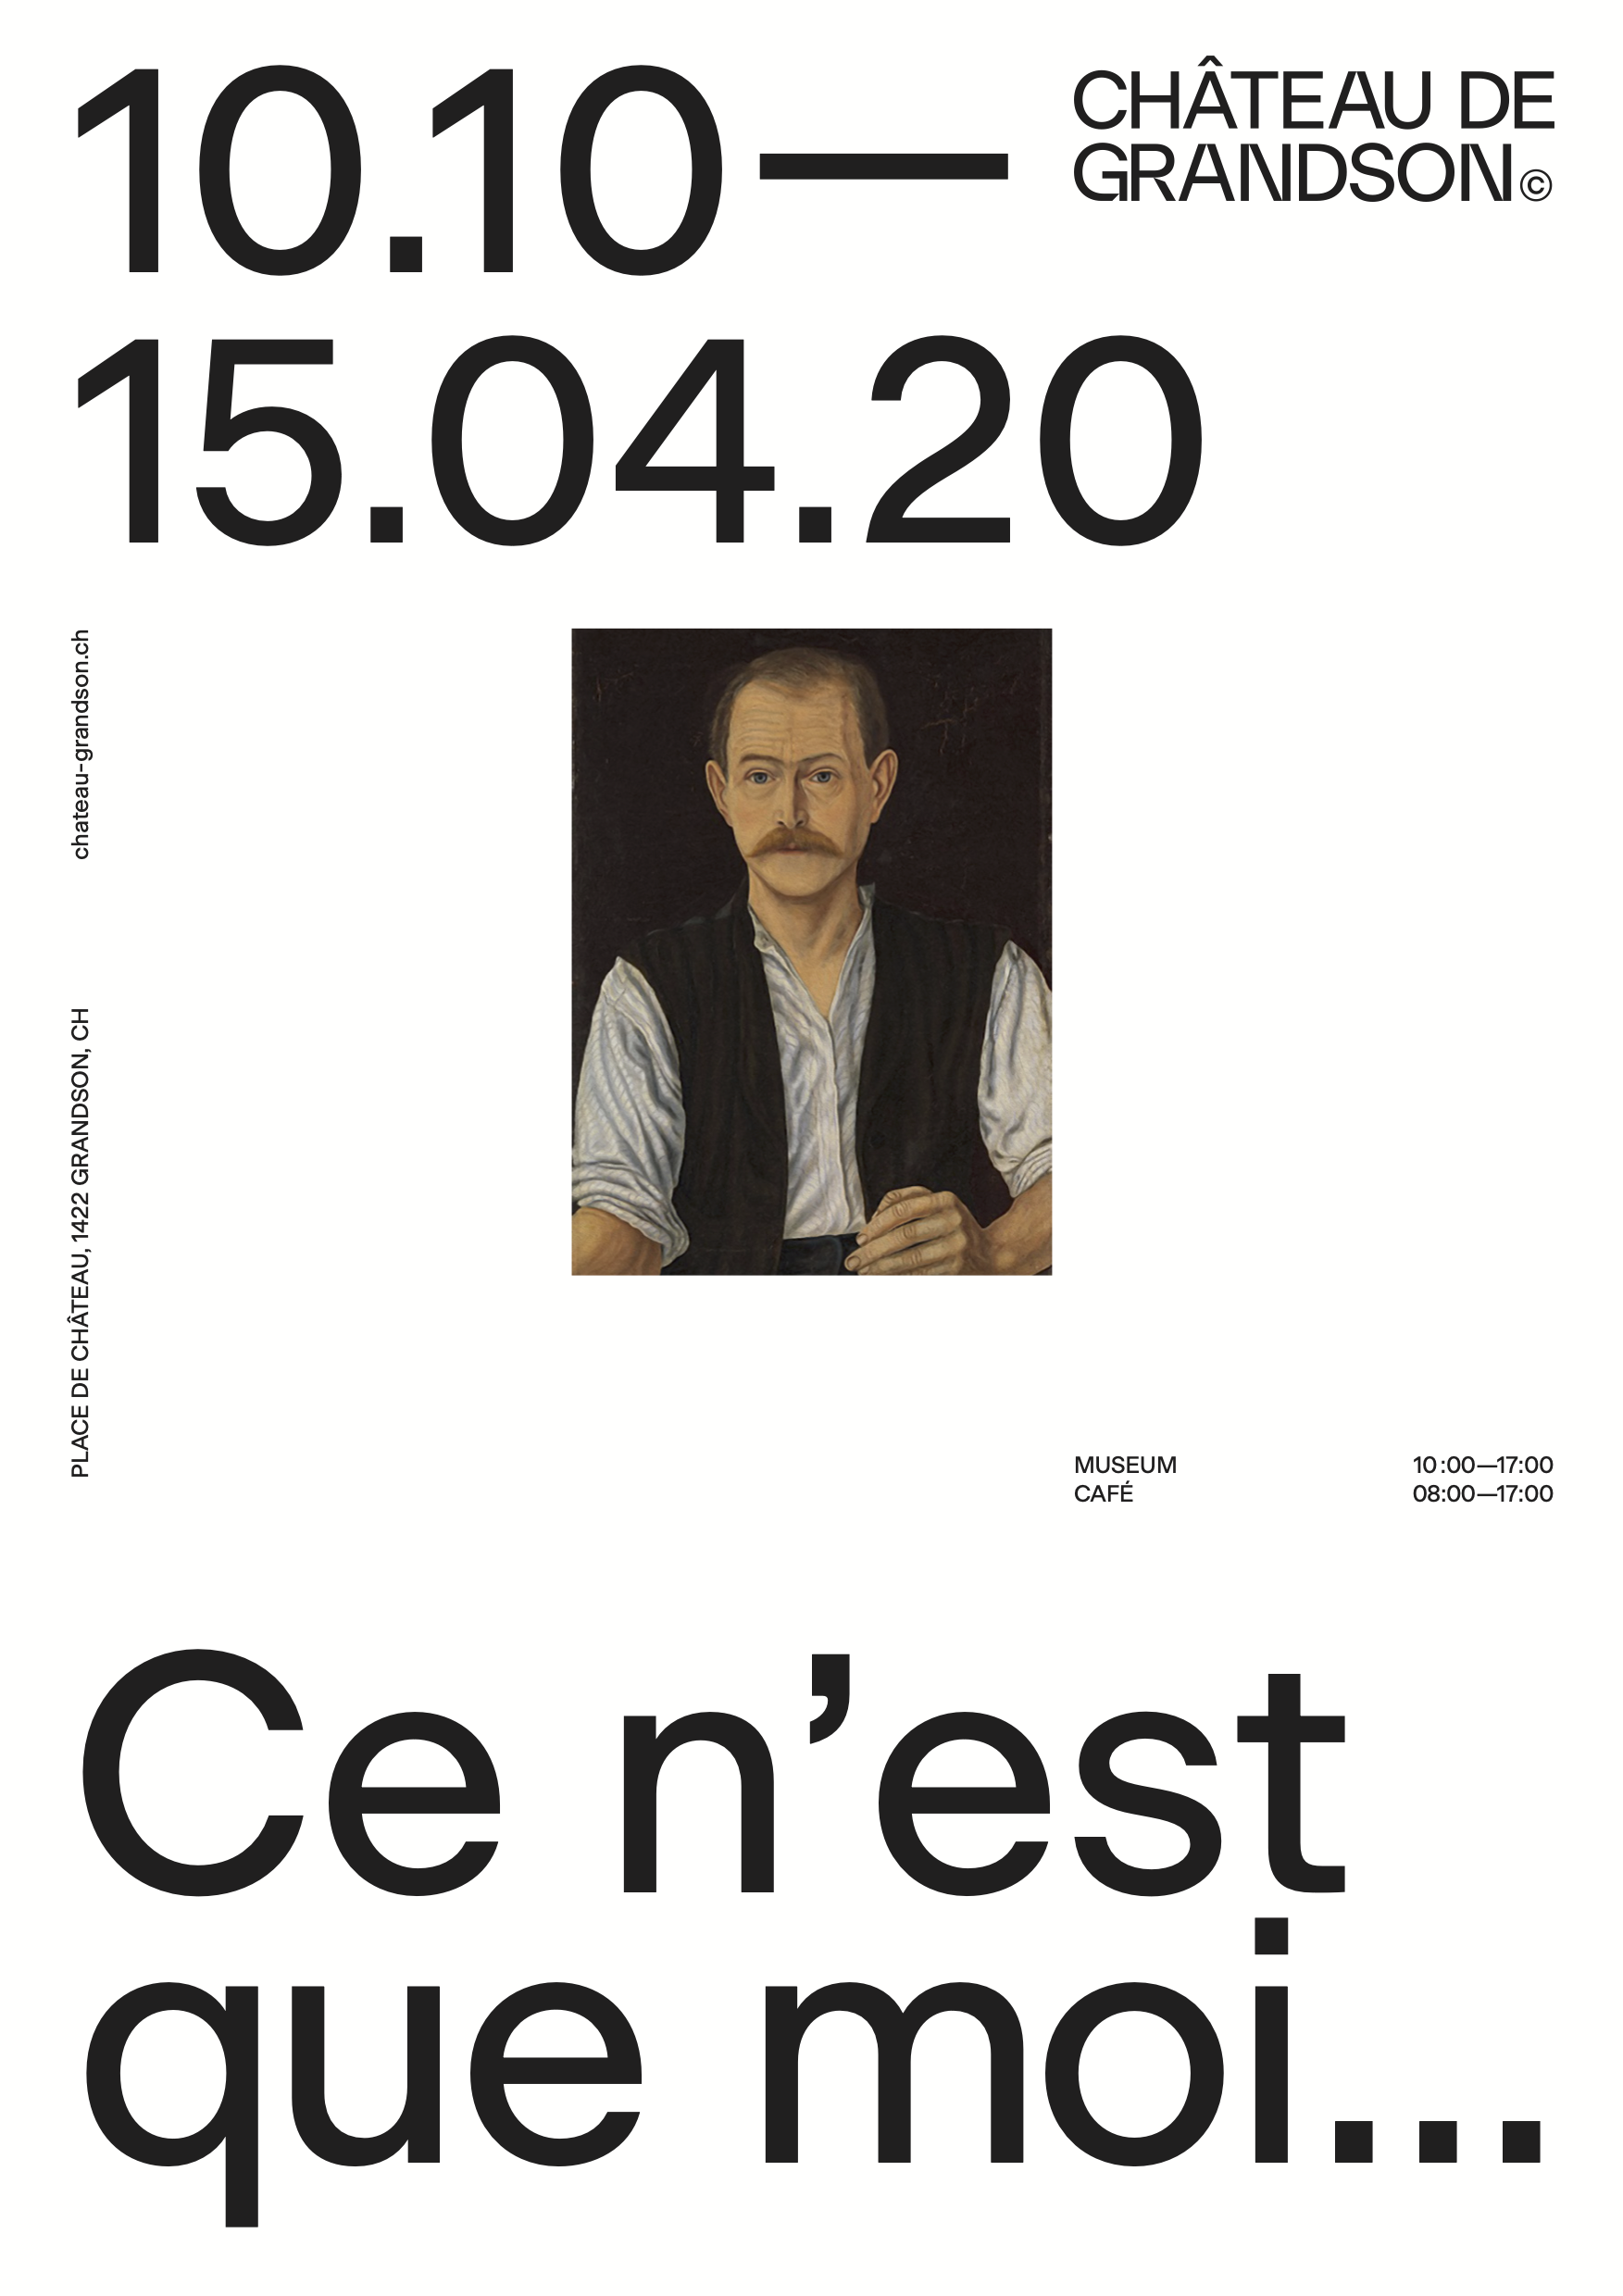 10.10—
CHÂTEAU DE
GRANDSON©
15.04.20
chateau-grandson.ch
PLACE DE CHÂTEAU, 1422 GRANDSON, CH
MUSEUM 10:00—17:00
CAFÉ 08:00—17:00
Ce n’est
que moi...